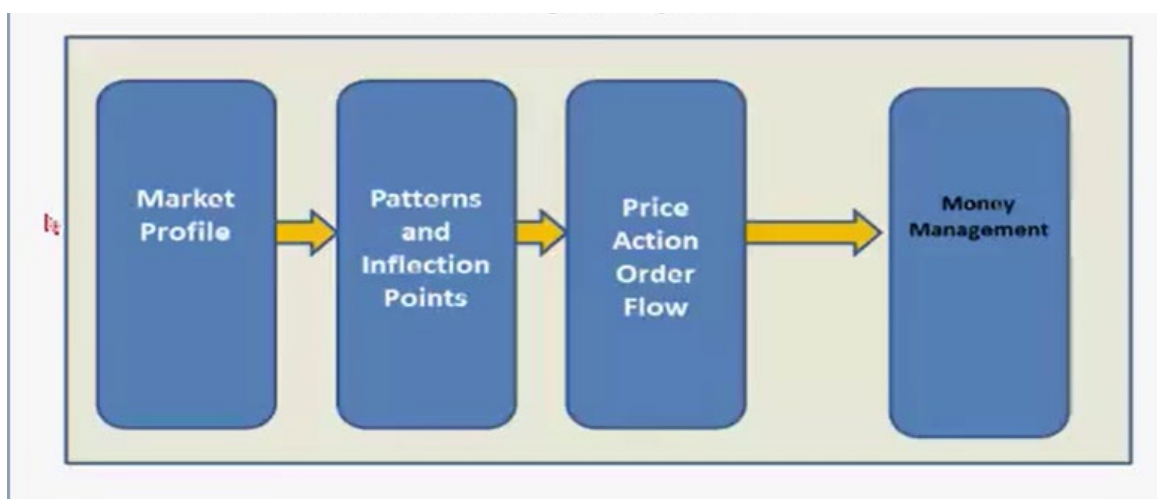 Market
Profile
Patterns
and
Inflection
Points
Price
Action
Order
Flow
Money
Management